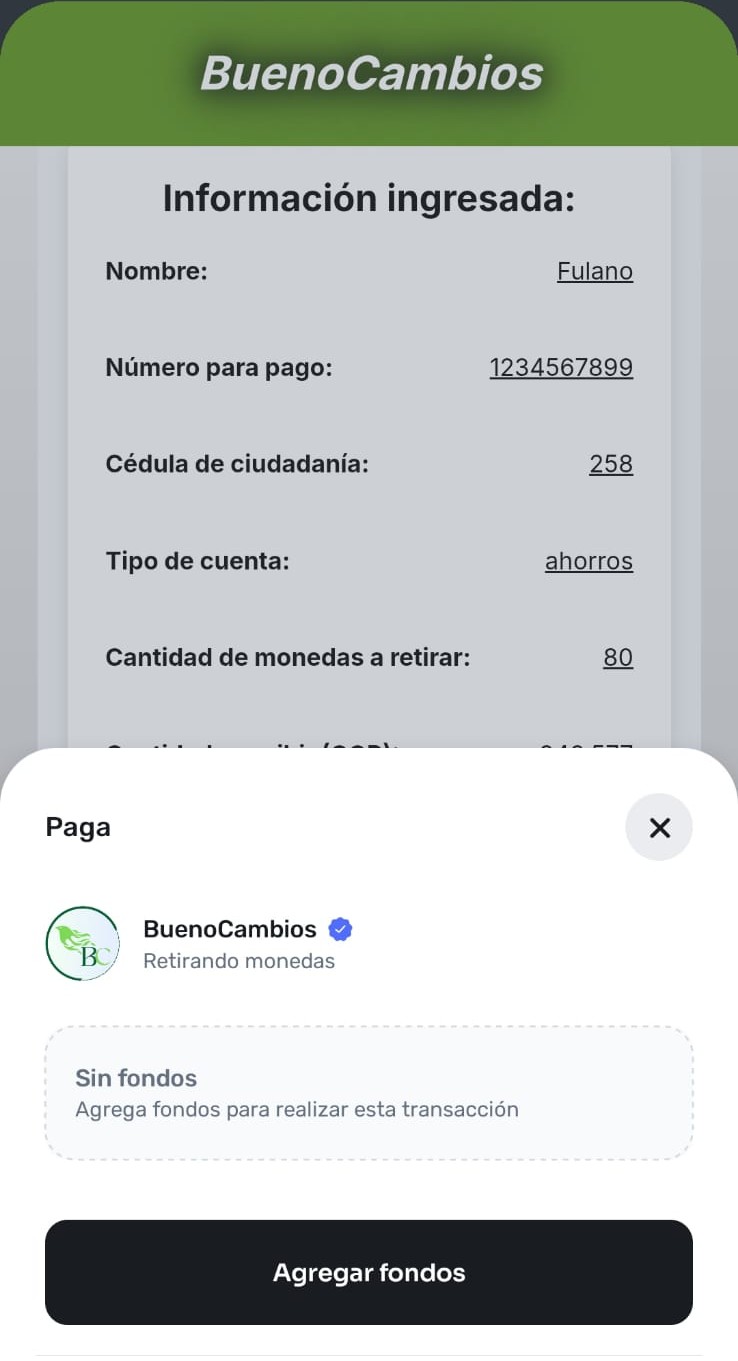 BuenoCambios
Información ingresada:
Nombre: Fulano
Número para pago: 1234567899
Cédula de ciudadanía: 258
Tipo de cuenta: ahorros
Cantidad de monedas a retirar: 80
Paga
BC
BuenoCambios
Retirando monedas
Sin fondos
Agrega fondos para realizar esta transacción
Agregar fondos